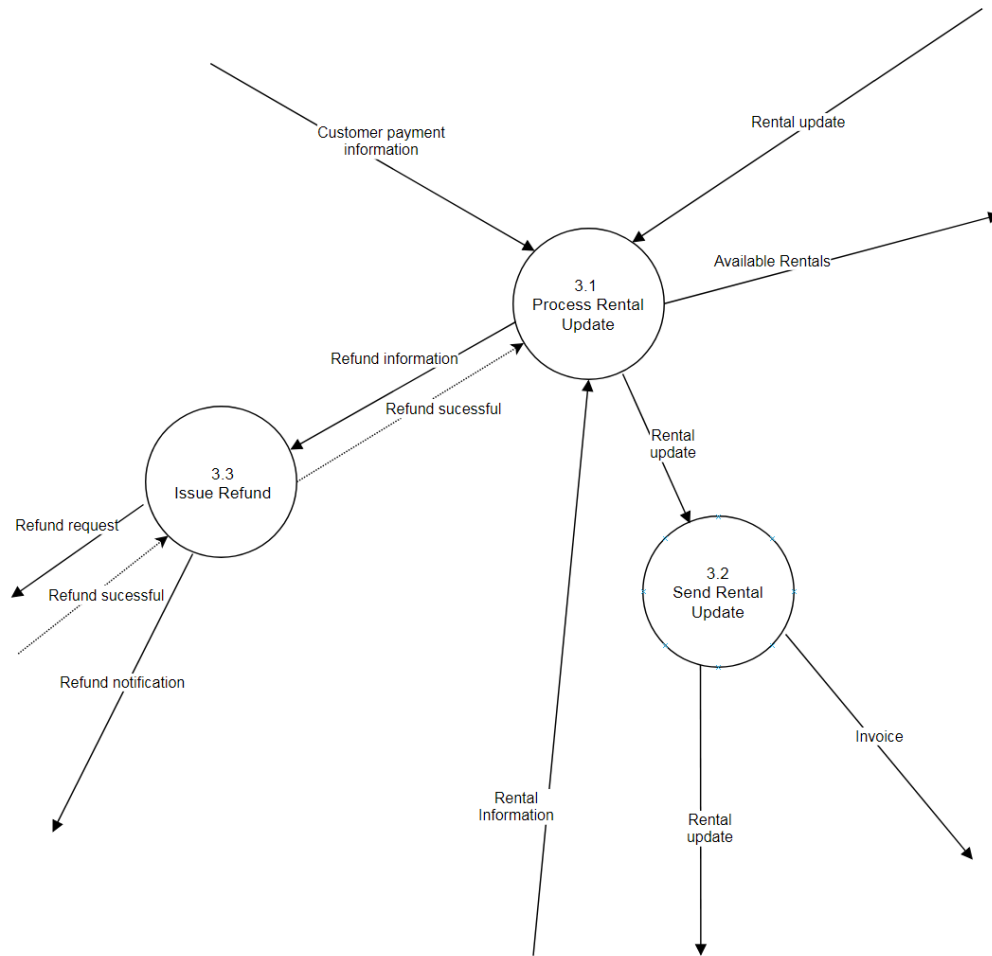 Customer payment
information
Rental update
Available Rentals
3.1
Process Rental
Update
Refund information
Refund sucessful
Rental
update
3.3
Issue Refund
Refund request
Refund sucessful
3.2
Send Rental
Update
Refund notification
Invoice
Rental
Information
Rental
update